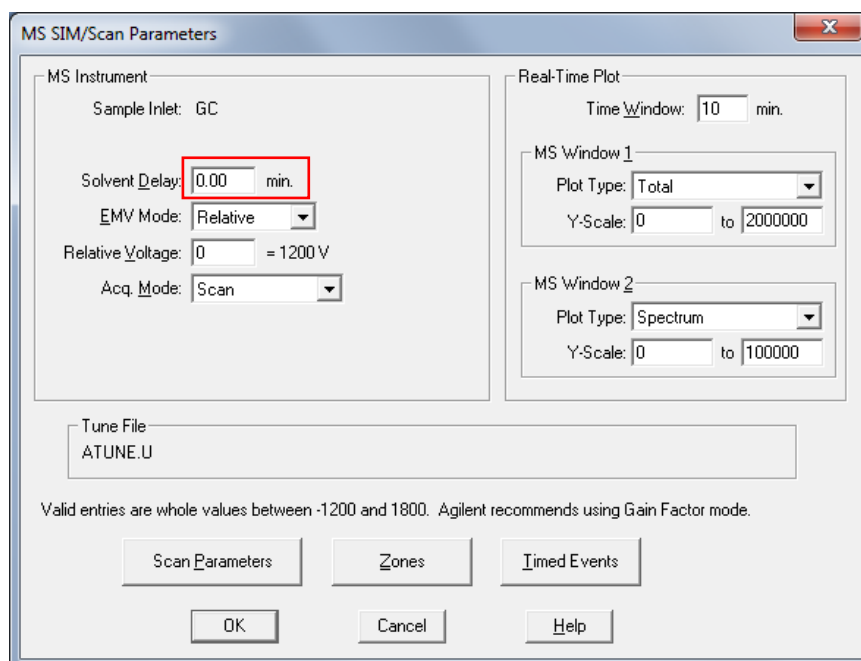 MS SIM/Scan Parameters
MS Instrument
Sample Inlet: GC
Solvent Delay: 0.00 min.
EMV Mode: Relative
Relative Voltage: 0 = 1200 V
Acq. Mode: Scan
Real-Time Plot
Time Window: 10 min.
MS Window 1
Plot Type: Total
Y-Scale: 0 to 2000000
MS Window 2
Plot Type: Spectrum
Y-Scale: 0 to 100000
Tune File
ATUNE.U
Valid entries are whole values between -1200 and 1800. Agilent recommends using Gain Factor mode.
Scan Parameters Zones Timed Events
OK Cancel Help